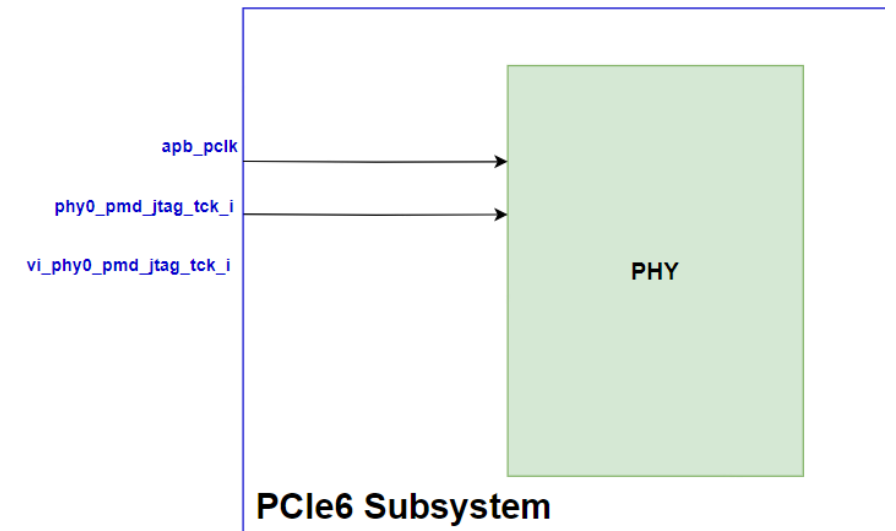 apb_pclk
phy0_pmd_jtag_tck_i
vi_phy0_pmd_jtag_tck_i
PHY
PCIe6 Subsystem